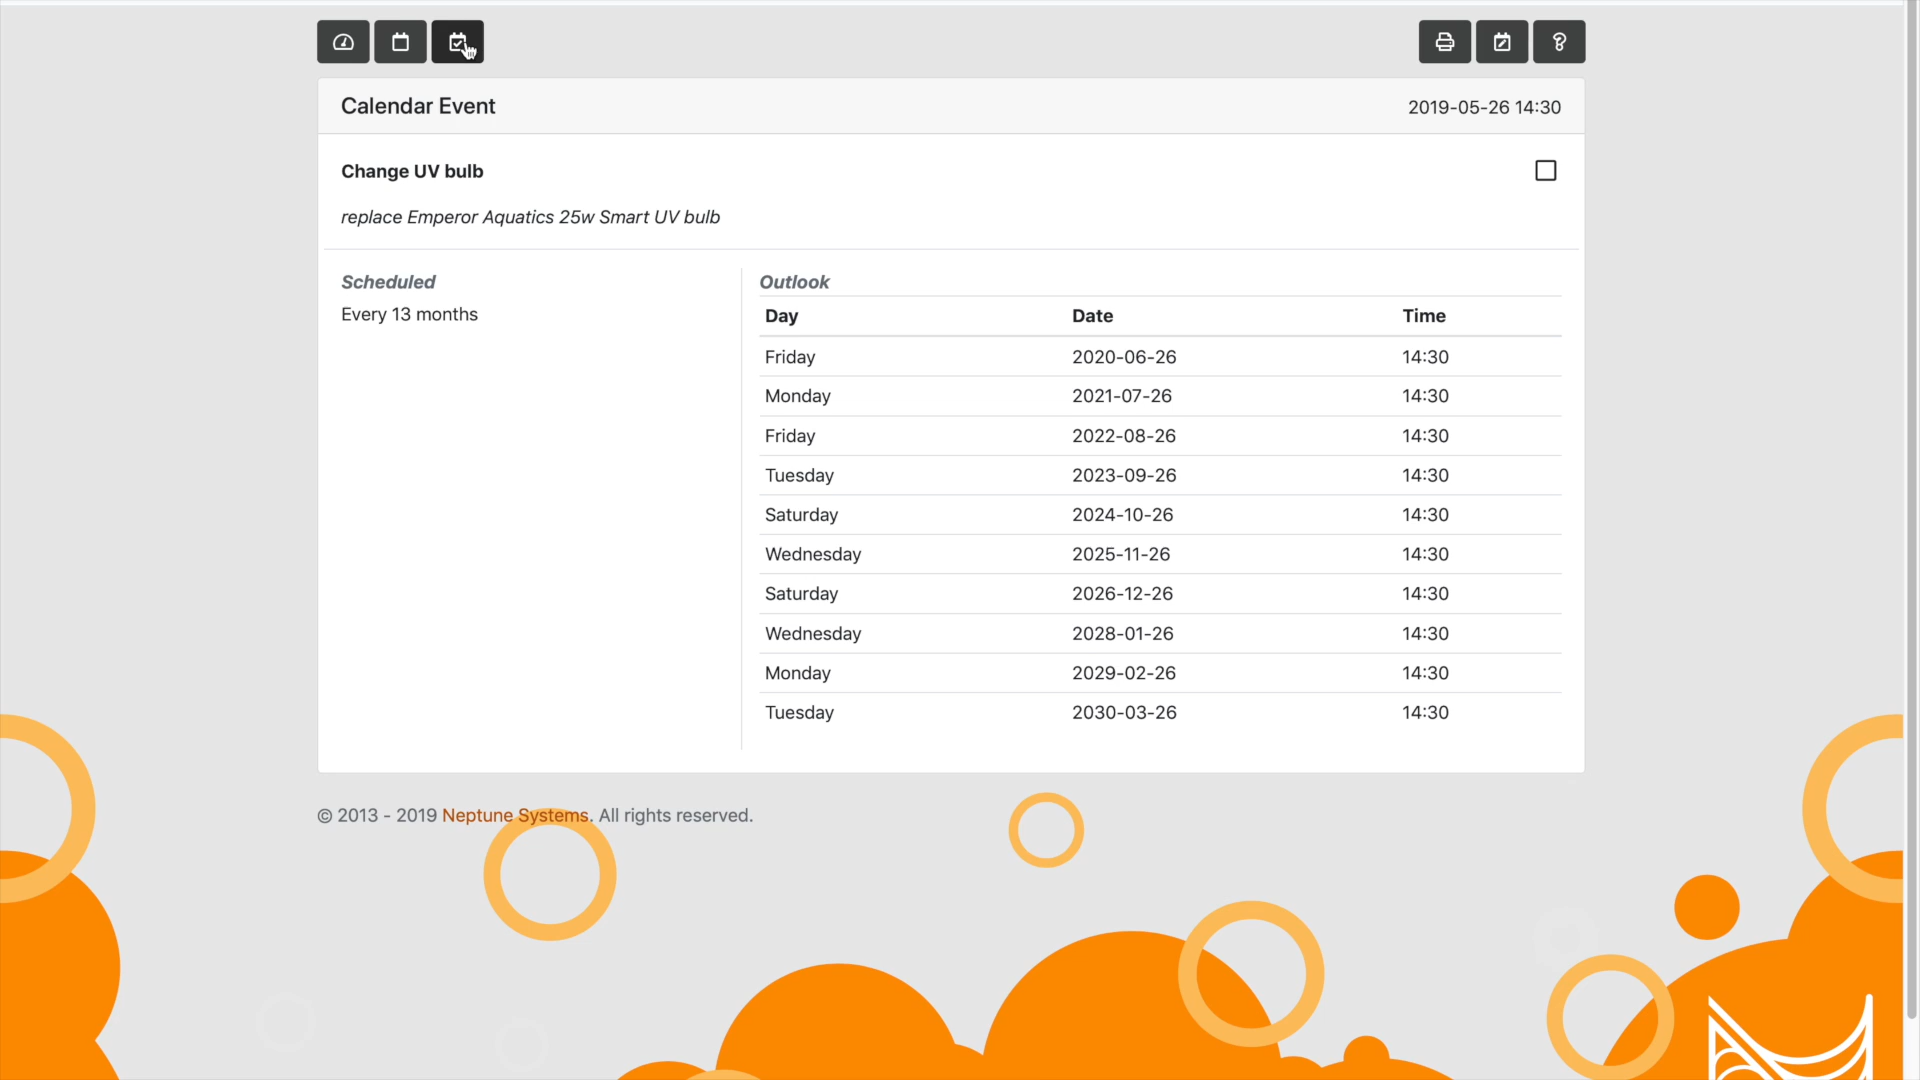 Calendar Event 2019-05-26 14:30
Change UV bulb
replace Emperor Aquatics 25w Smart UV bulb
Scheduled
Every 13 months
Outlook
Day Date Time
Friday 2020-06-26 14:30
Monday 2021-07-26 14:30
Friday 2022-08-26 14:30
Tuesday 2023-09-26 14:30
Saturday 2024-10-26 14:30
Wednesday 2025-11-26 14:30
Saturday 2026-12-26 14:30
Wednesday 2028-01-26 14:30
Monday 2029-02-26 14:30
Tuesday 2030-03-26 14:30
© 2013 - 2019 Neptune Systems. All rights reserved.